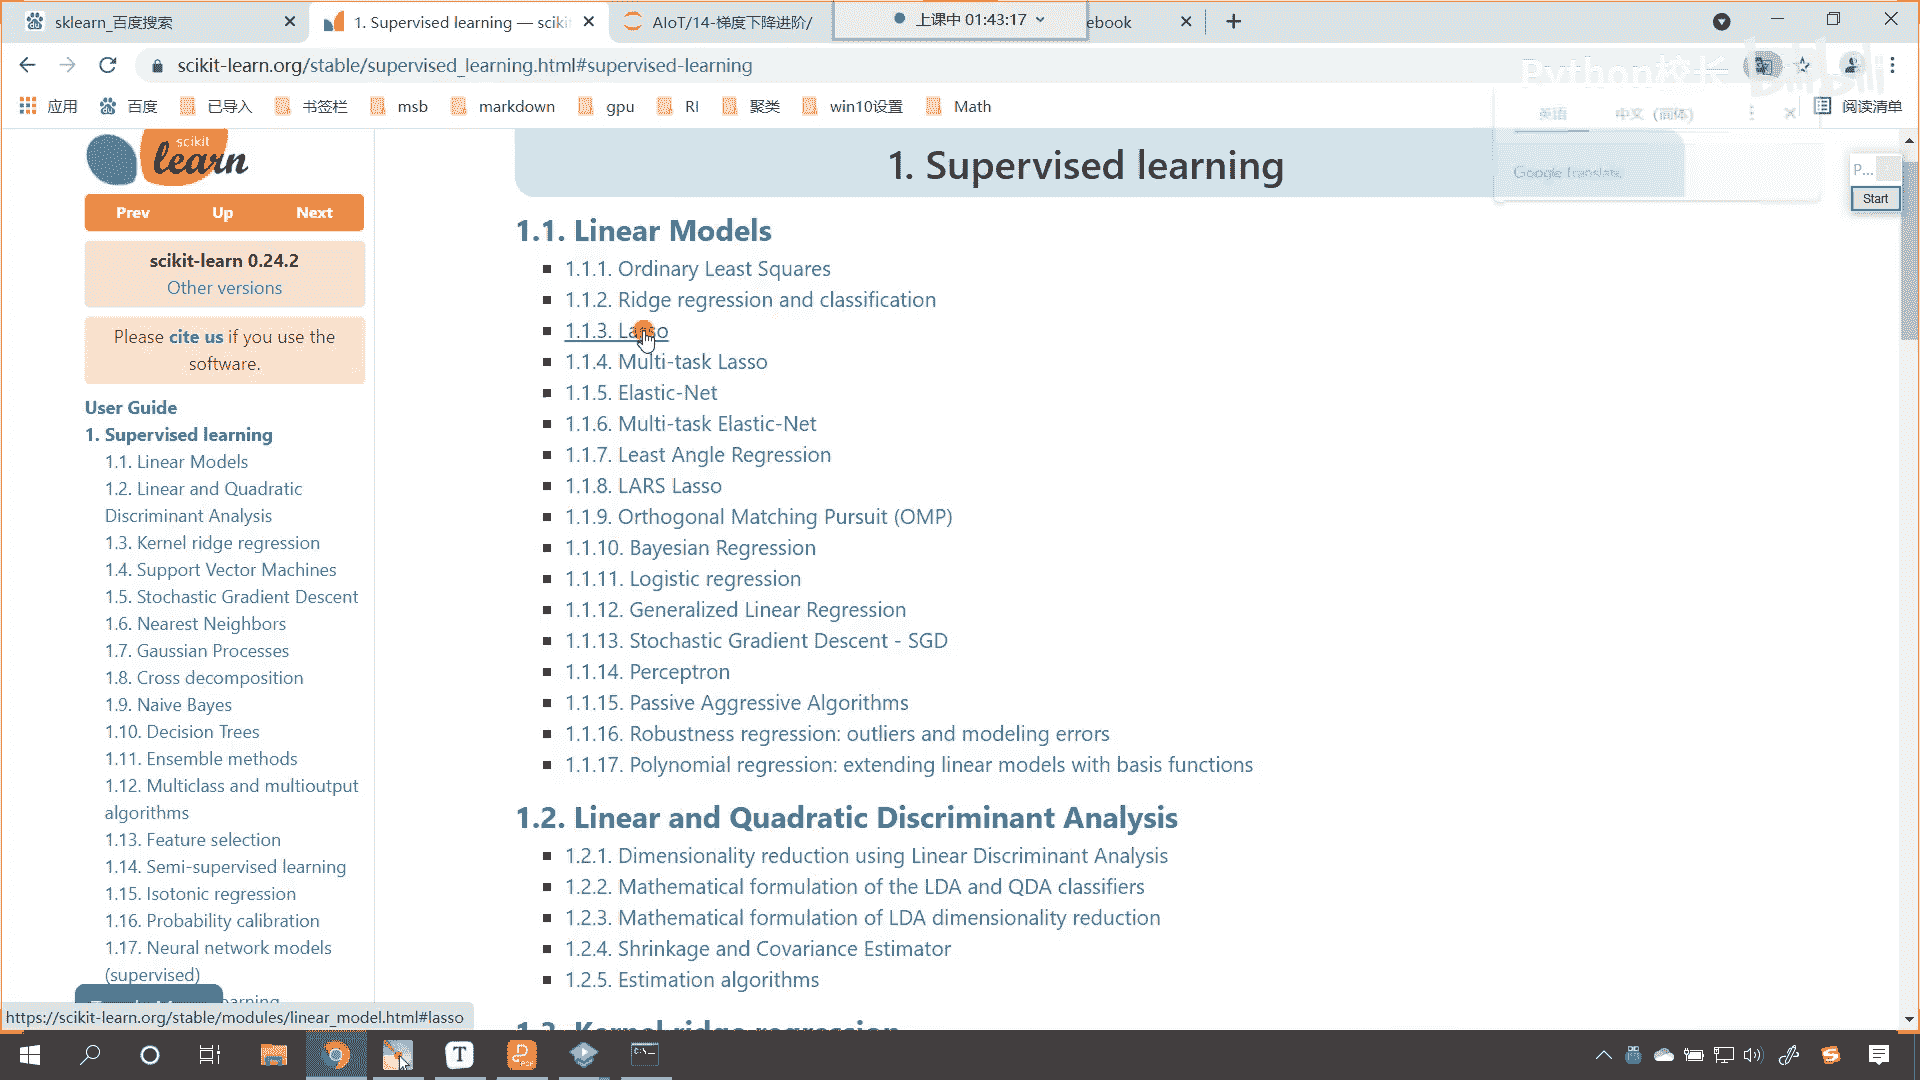 sklearn_百度搜索
1. Supervised learning — scikit
AIoT/14-梯度下降进阶/
上课中 01:43:17
ebook
scikit-learn.org/stable/supervised_learning.html#supervised-learning
Python校长
bilibili
应用
百度
已导入
书签栏
msb
markdown
gpu
RI
聚类
win10设置
Math
阅读清单
英语
中文 (简体)
Google Translate
P...
Start
scikit
learn
Prev
Up
Next
scikit-learn 0.24.2
Other versions
Please cite us if you use the
software.
User Guide
1. Supervised learning
1.1. Linear Models
1.2. Linear and Quadratic
Discriminant Analysis
1.3. Kernel ridge regression
1.4. Support Vector Machines
1.5. Stochastic Gradient Descent
1.6. Nearest Neighbors
1.7. Gaussian Processes
1.8. Cross decomposition
1.9. Naive Bayes
1.10. Decision Trees
1.11. Ensemble methods
1.12. Multiclass and multioutput
algorithms
1.13. Feature selection
1.14. Semi-supervised learning
1.15. Isotonic regression
1.16. Probability calibration
1.17. Neural network models
(supervised)
earning
1. Supervised learning
1.1. Linear Models
1.1.1. Ordinary Least Squares
1.1.2. Ridge regression and classification
1.1.3. Lasso
1.1.4. Multi-task Lasso
1.1.5. Elastic-Net
1.1.6. Multi-task Elastic-Net
1.1.7. Least Angle Regression
1.1.8. LARS Lasso
1.1.9. Orthogonal Matching Pursuit (OMP)
1.1.10. Bayesian Regression
1.1.11. Logistic regression
1.1.12. Generalized Linear Regression
1.1.13. Stochastic Gradient Descent - SGD
1.1.14. Perceptron
1.1.15. Passive Aggressive Algorithms
1.1.16. Robustness regression: outliers and modeling errors
1.1.17. Polynomial regression: extending linear models with basis functions
1.2. Linear and Quadratic Discriminant Analysis
1.2.1. Dimensionality reduction using Linear Discriminant Analysis
1.2.2. Mathematical formulation of the LDA and QDA classifiers
1.2.3. Mathematical formulation of LDA dimensionality reduction
1.2.4. Shrinkage and Covariance Estimator
1.2.5. Estimation algorithms
1.3. Kernel ridge regression
https://scikit-learn.org/stable/modules/linear_model.html#lasso